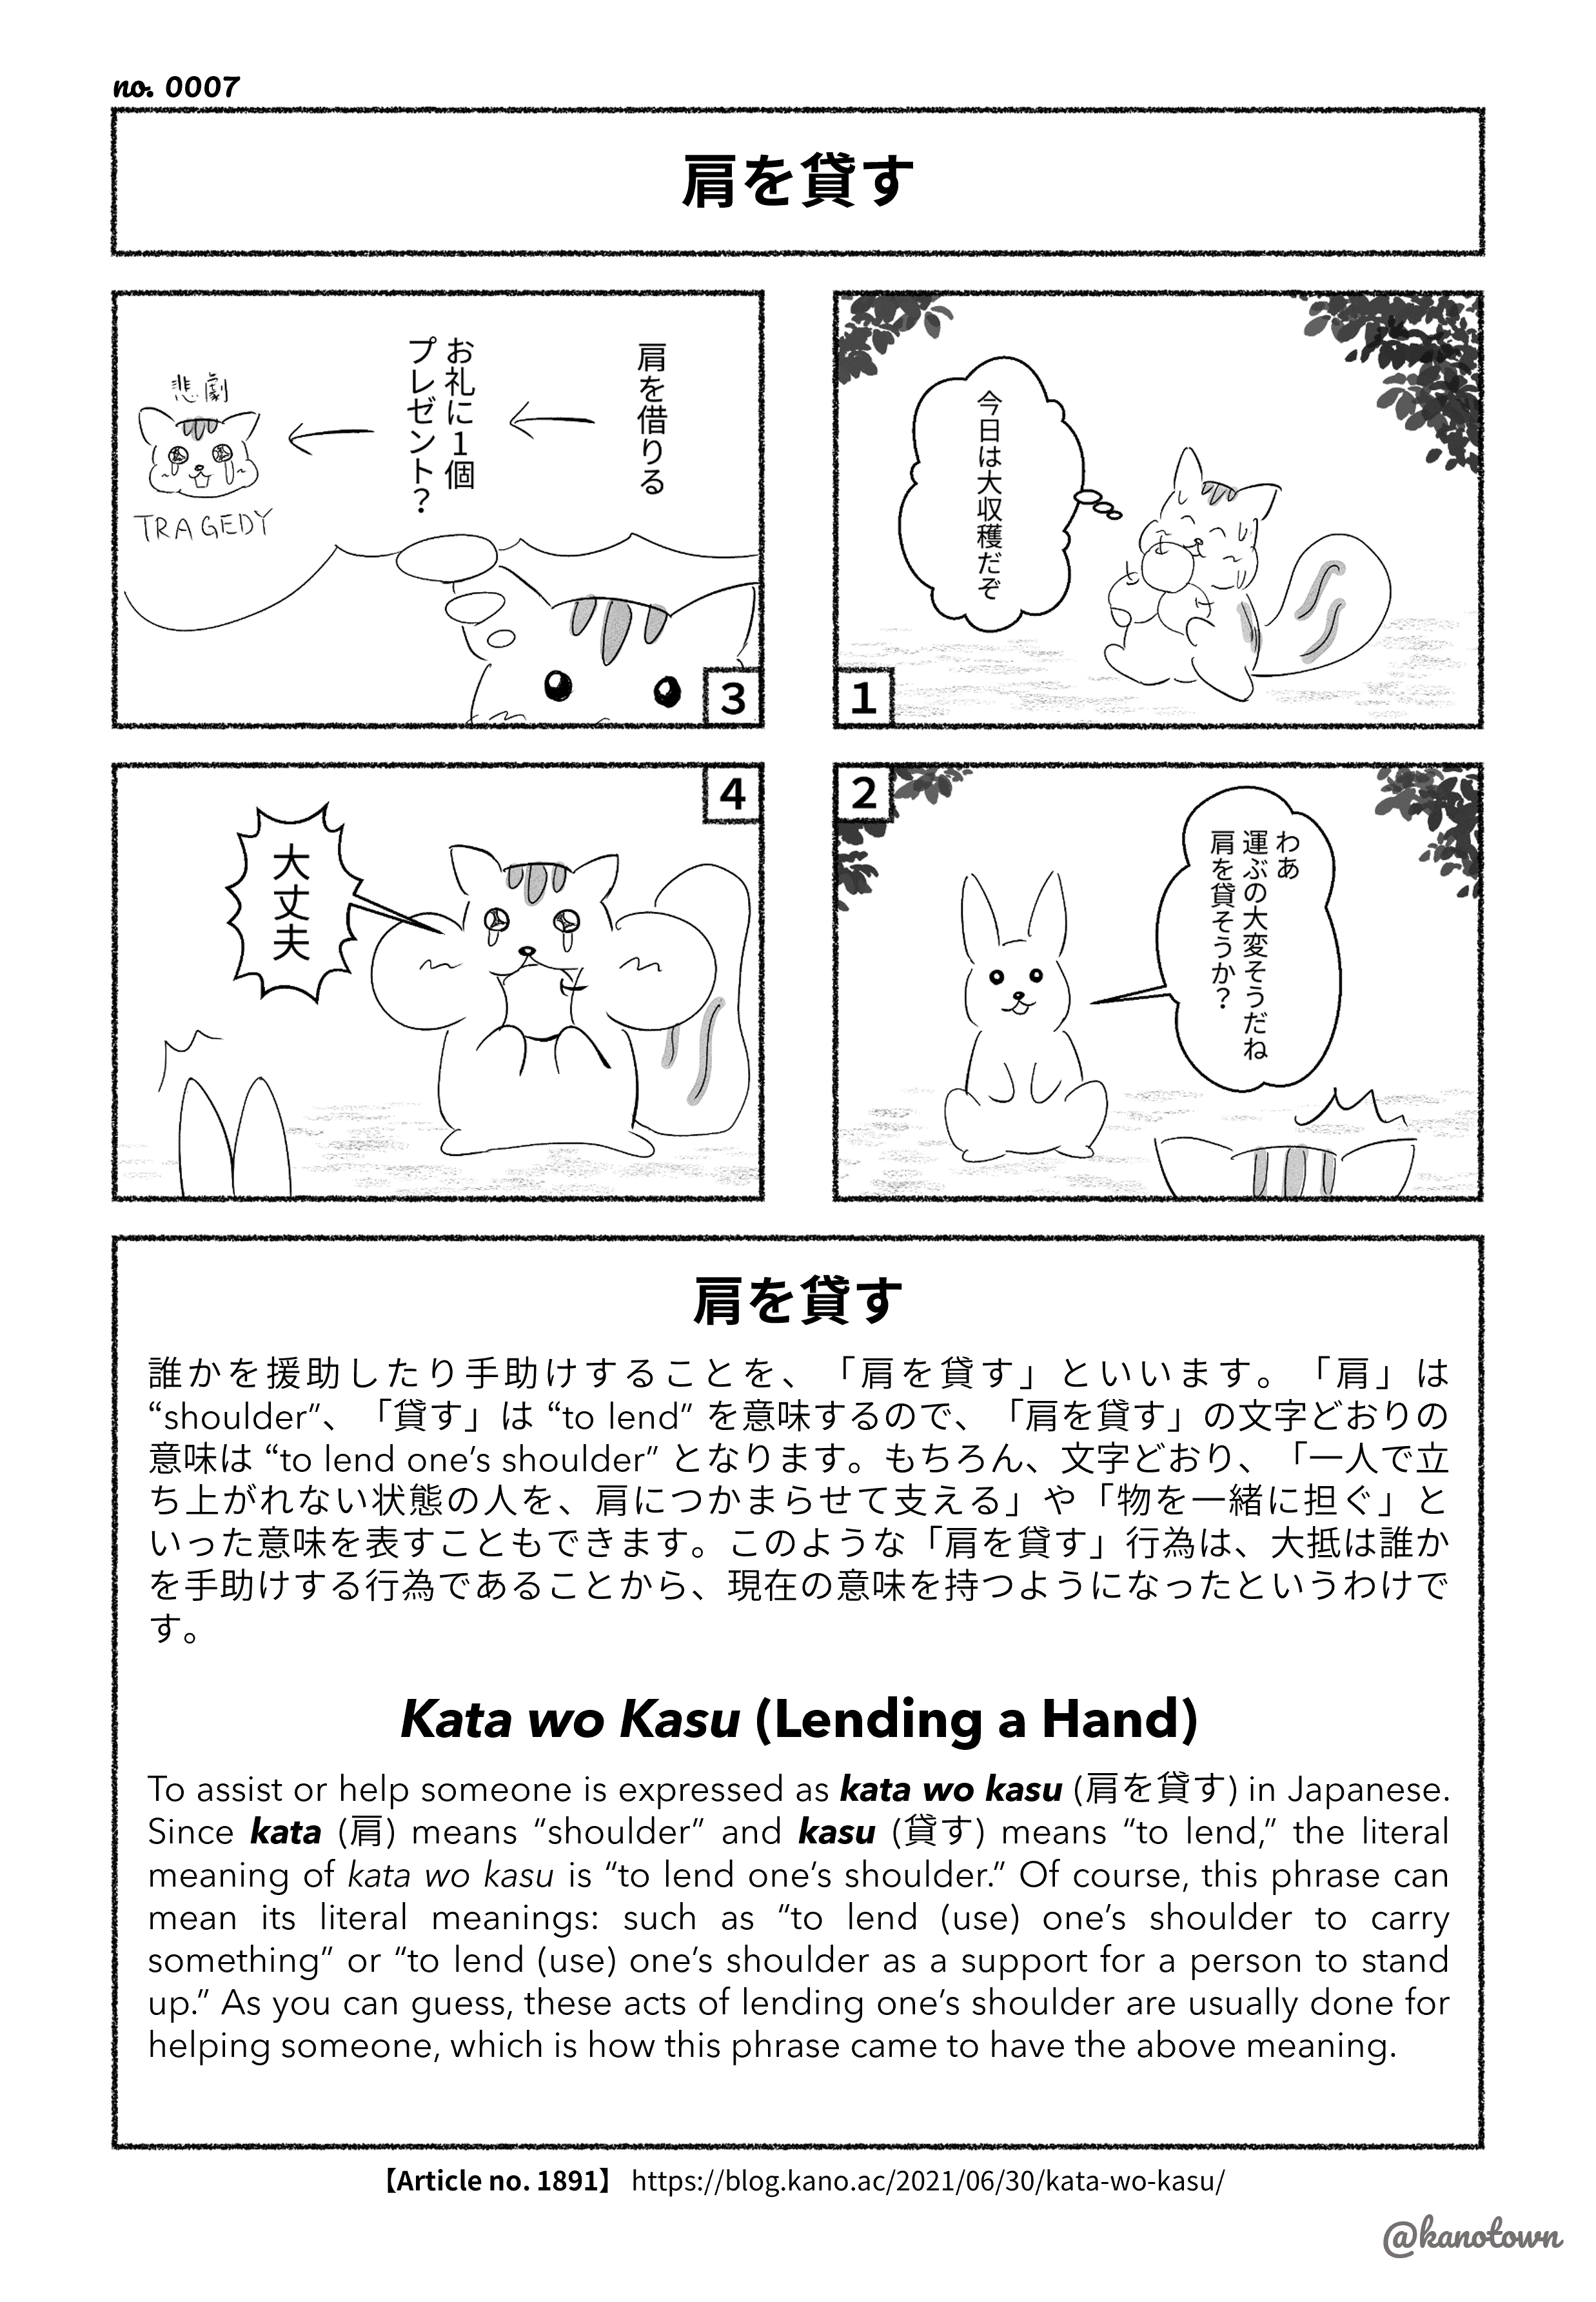 no. 0007
肩を貸す
今日は大収穫だぞ
1
2
わあ
運ぶの大変そうだね
肩を貸そうか？
肩を借りる
お礼に1個
プレゼント？
悲劇
TRAGEDY
3
4
大丈夫
肩を貸す
誰かを援助したり手助けすることを、「肩を貸す」といいます。「肩」は
“shoulder”、「貸す」は “to lend” を意味するので、「肩を貸す」の文字どおりの
意味は “to lend one’s shoulder” となります。もちろん、文字どおり、「一人で立
ち上がれない状態の人を、肩につかまらせて支える」や「物を一緒に担ぐ」と
いった意味を表すこともできます。このような「肩を貸す」行為は、大抵は誰か
を手助けする行為であることから、現在の意味を持つようになったというわけで
す。
Kata wo Kasu (Lending a Hand)
To assist or help someone is expressed as kata wo kasu (肩を貸す) in Japanese.
Since kata (肩) means “shoulder” and kasu (貸す) means “to lend,” the literal
meaning of kata wo kasu is “to lend one’s shoulder.” Of course, this phrase can
mean its literal meanings: such as “to lend (use) one’s shoulder to carry
something” or “to lend (use) one’s shoulder as a support for a person to stand
up.” As you can guess, these acts of lending one’s shoulder are usually done for
helping someone, which is how this phrase came to have the above meaning.
【Article no. 1891】 https://blog.kano.ac/2021/06/30/kata-wo-kasu/
@kanotown